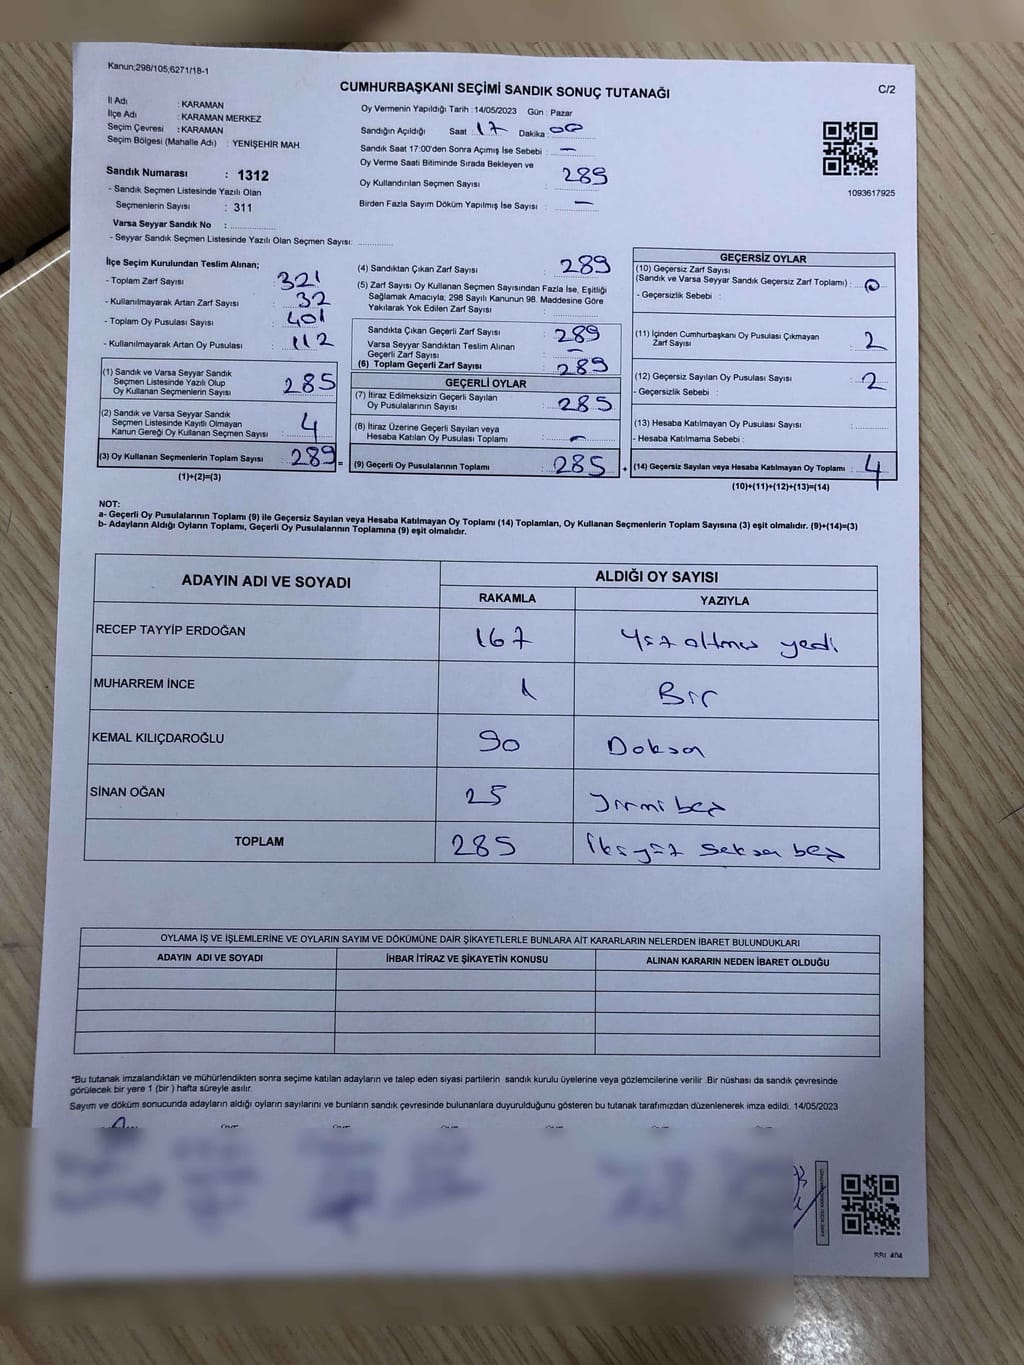 Kanun;298/105;6271/18-1
CUMHURBAŞKANI SEÇİMİ SANDIK SONUÇ TUTANAĞI
C/2
İl Adı : KARAMAN
İlçe Adı : KARAMAN MERKEZ
Seçim Çevresi : KARAMAN
Seçim Bölgesi (Mahalle Adı) : YENİŞEHİR MAH.
Sandık Numarası : 1312
- Sandık Seçmen Listesinde Yazılı Olan
Seçmenlerin Sayısı : 311
Varsa Seyyar Sandık No :
- Seyyar Sandık Seçmen Listesinde Yazılı Olan Seçmen Sayısı:
Oy Vermenin Yapıldığı Tarih : 14/05/2023 Gün : Pazar
Sandığın Açıldığı Saat : 17 Dakika : 00
Sandık Saat 17:00'den Sonra Açımış İse Sebebi : —
Oy Verme Saati Bitiminde Sırada Bekleyen ve
Oy Kullandırılan Seçmen Sayısı : 289
Birden Fazla Sayım Döküm Yapılmış İse Sayısı : —
1093617925
İlçe Seçim Kurulundan Teslim Alınan;
- Toplam Zarf Sayısı : 321
- Kullanılmayarak Artan Zarf Sayısı : 32
- Toplam Oy Pusulası Sayısı : 401
- Kullanılmayarak Artan Oy Pusulası : 112
(1) Sandık ve Varsa Seyyar Sandık
Seçmen Listesinde Yazılı Olup
Oy Kullanan Seçmenlerin Sayısı : 285
(2) Sandık ve Varsa Seyyar Sandık
Seçmen Listesinde Kayıtlı Olmayan
Kanun Gereği Oy Kullanan Seçmen Sayısı : 4
(3) Oy Kullanan Seçmenlerin Toplam Sayısı : 289 =
(1)+(2)=(3)
(4) Sandıktan Çıkan Zarf Sayısı : 289
(5) Zarf Sayısı Oy Kullanan Seçmen Sayısından Fazla İse, Eşitliği
Sağlamak Amacıyla; 298 Sayılı Kanunun 98. Maddesine Göre
Yakılarak Yok Edilen Zarf Sayısı :
Sandıkta Çıkan Geçerli Zarf Sayısı : 289
Varsa Seyyar Sandıktan Teslim Alınan
Geçerli Zarf Sayısı : —
(6) Toplam Geçerli Zarf Sayısı : 289
GEÇERLİ OYLAR
(7) İtiraz Edilmeksizin Geçerli Sayılan
Oy Pusulalarının Sayısı : 285
(8) İtiraz Üzerine Geçerli Sayılan veya
Hesaba Katılan Oy Pusulası Toplamı : —
(9) Geçerli Oy Pusulalarının Toplamı : 285 +
GEÇERSİZ OYLAR
(10) Geçersiz Zarf Sayısı
(Sandık ve Varsa Seyyar Sandık Geçersiz Zarf Toplamı) : 0
- Geçersizlik Sebebi :
(11) İçinden Cumhurbaşkanı Oy Pusulası Çıkmayan
Zarf Sayısı : 2
(12) Geçersiz Sayılan Oy Pusulası Sayısı : 2
- Geçersizlik Sebebi :
(13) Hesaba Katılmayan Oy Pusulası Sayısı :
- Hesaba Katılmama Sebebi :
(14) Geçersiz Sayılan veya Hesaba Katılmayan Oy Toplamı : 4
(10)+(11)+(12)+(13)=(14)
NOT:
a- Geçerli Oy Pusulalarının Toplamı (9) ile Geçersiz Sayılan veya Hesaba Katılmayan Oy Toplamı (14) Toplamları, Oy Kullanan Seçmenlerin Toplam Sayısına (3) eşit olmalıdır. (9)+(14)=(3)
b- Adayların Aldığı Oyların Toplamı, Geçerli Oy Pusulalarının Toplamına (9) eşit olmalıdır.
ADAYIN ADI VE SOYADI ALDIĞI OY SAYISI
RAKAMLA YAZIYLA
RECEP TAYYİP ERDOĞAN 167 Yüz altmış yedi
MUHARREM İNCE 1 Bir
KEMAL KILIÇDAROĞLU 90 Doksan
SİNAN OĞAN 25 Yirmi beş
TOPLAM 285 İkiyüz seksen beş
OYLAMA İŞ VE İŞLEMLERİNE VE OYLARIN SAYIM VE DÖKÜMÜNE DAİR ŞİKAYETLERLE BUNLARA AİT KARARLARIN NELERDEN İBARET BULUNDUKLARI
ADAYIN ADI VE SOYADI İHBAR İTİRAZ VE ŞİKAYETİN KONUSU ALINAN KARARIN NEDEN İBARET OLDUĞU
*Bu tutanak imzalandıktan ve mühürlendikten sonra seçime katılan adayların ve talep eden siyasi partilerin sandık kurulu üyelerine veya gözlemcilerine verilir .Bir nüshası da sandık çevresinde
görülecek bir yere 1 (bir ) hafta süreyle asılır.
Sayım ve döküm sonucunda adayların aldığı oyların sayılarını ve bunların sandık çevresinde bulunanlara duyurulduğunu gösteren bu tutanak tarafımızdan düzenlenerek imza edildi. 14/05/2023